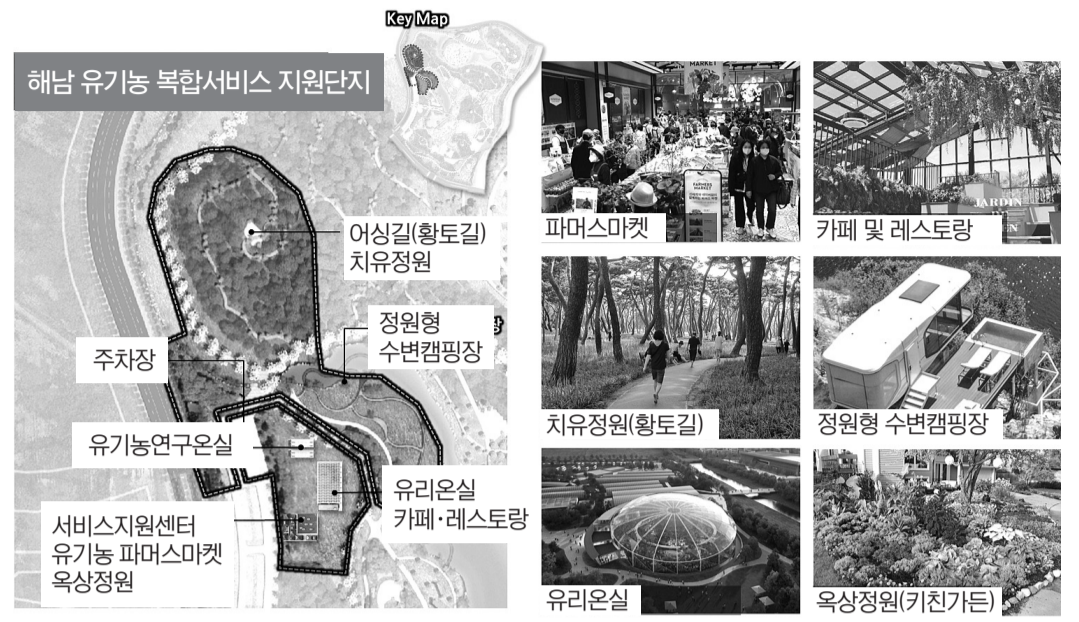 Key Map
해남 유기농 복합서비스 지원단지
어싱길(황토길)
치유정원
정원형
수변캠핑장
주차장
유기농연구온실
유리온실
카페·레스토랑
서비스지원센터
유기농 파머스마켓
옥상정원
MARKET
FARMERS
MARKET
파머스마켓
JARDIN
카페 및 레스토랑
치유정원(황토길)
정원형 수변캠핑장
유리온실
옥상정원(키친가든)